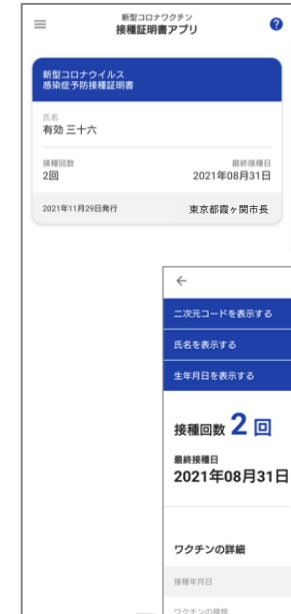 新型コロナワクチン
接種証明書アプリ
?
新型コロナウイルス
感染症予防接種証明書
氏名
有効 三十六
接種回数
2回
最終接種日
2021年08月31日
2021年11月29日発行
東京都霞ヶ関市長
二次元コードを表示する
氏名を表示する
生年月日を表示する
接種回数 2 回
最終接種日
2021年08月31日
ワクチンの詳細
接種年月日
ワクチンの種類